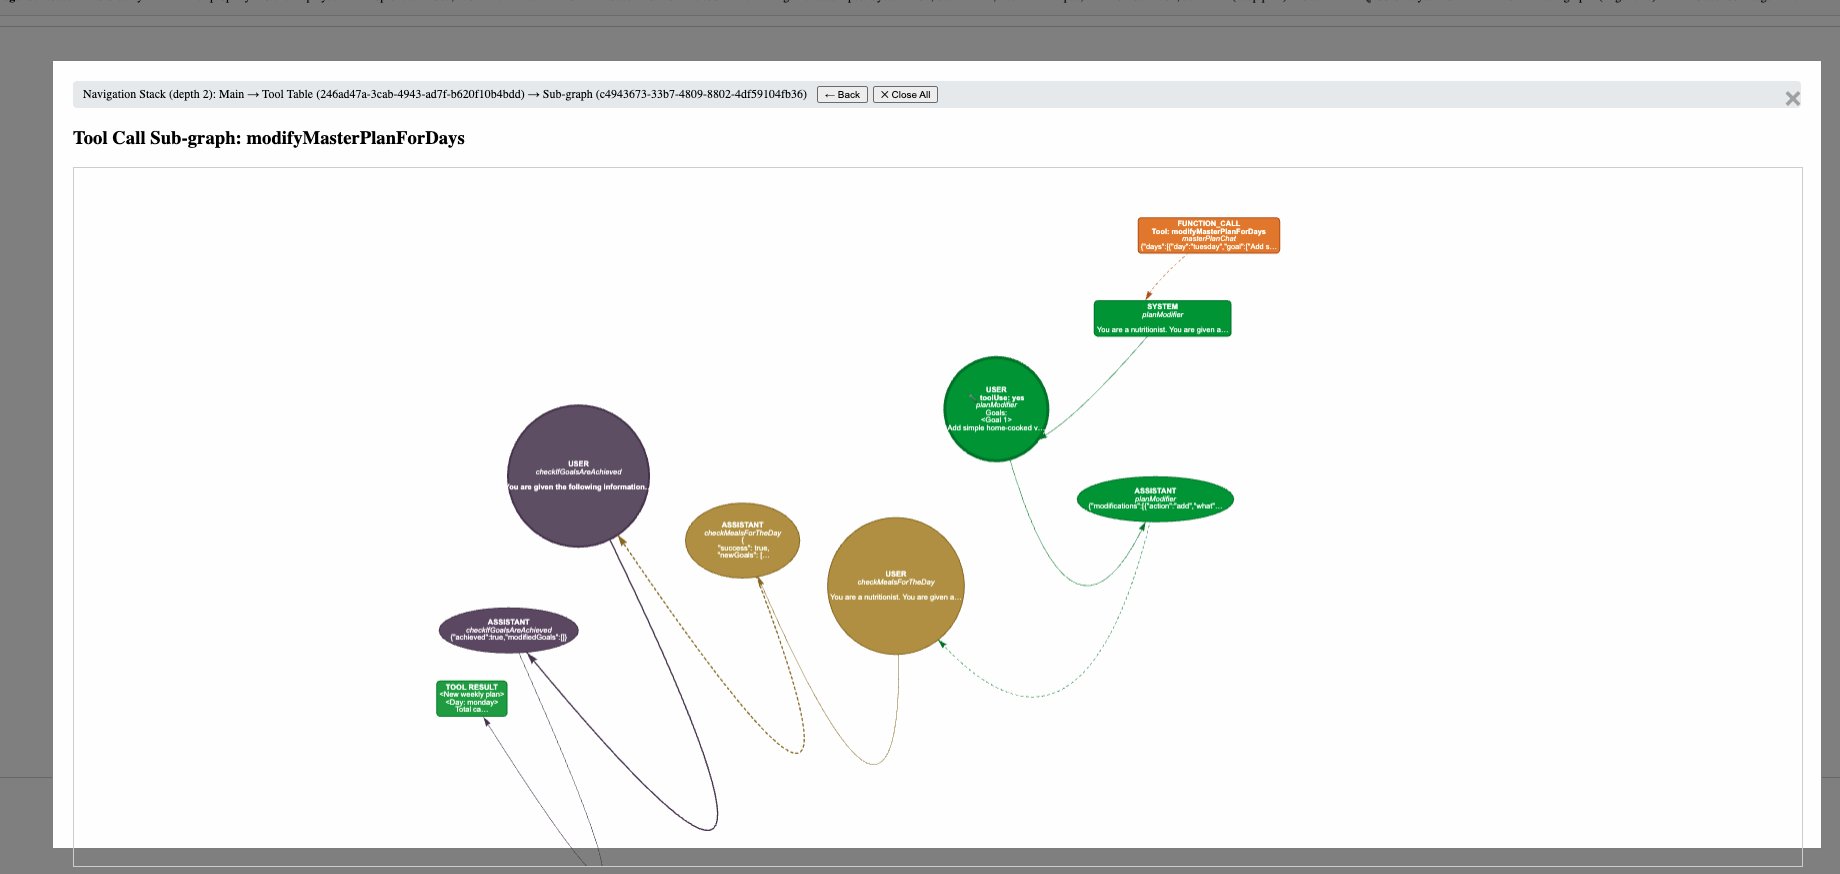 Navigation Stack (depth 2): Main → Tool Table (246ad47a-3cab-4943-ad7f-b620f10b4bdd) → Sub-graph (c4943673-33b7-4809-8802-4df59104fb36) ← Back ✕ Close All
Tool Call Sub-graph: modifyMasterPlanForDays
FUNCTION_CALL
Tool: modifyMasterPlanForDays
masterPlanChat
{"days":[{"day":"tuesday","goal":["Add s...
SYSTEM
planModifier
You are a nutritionist. You are given a...
USER
toolUse: yes
planModifier
Goals:
<Goal 1>
Add simple home-cooked v...
ASSISTANT
planModifier
{"modifications":[{"action":"add","what"...
USER
checkMealsForTheDay
You are a nutritionist. You are given a...
ASSISTANT
checkMealsForTheDay
{
"success": true,
"newGoals": [...
USER
checkIfGoalsAreAchieved
You are given the following information.
ASSISTANT
checkIfGoalsAreAchieved
{"achieved":true,"modifiedGoals":[]}
TOOL RESULT
<New weekly plan>
<Day: monday>
Total ca...